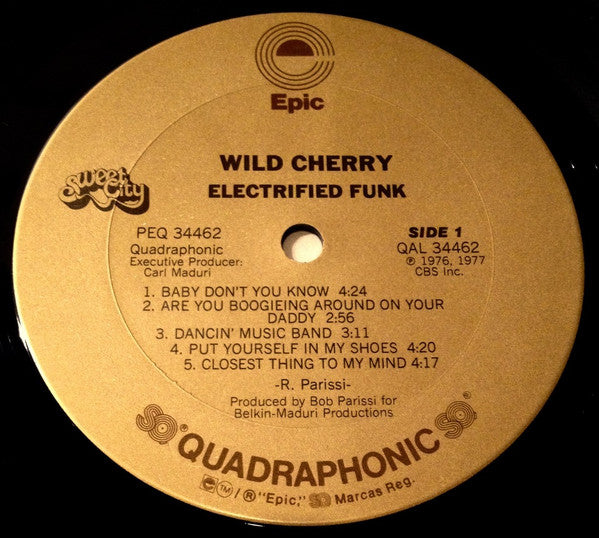 Epic
WILD CHERRY
ELECTRIFIED FUNK
Sweet City
PEQ 34462
Quadraphonic
Executive Producer:
Carl Maduri
SIDE 1
QAL 34462
℗ 1976, 1977
CBS Inc.
1. BABY DON'T YOU KNOW 4:24
2. ARE YOU BOOGIEING AROUND ON YOUR
DADDY 2:56
3. DANCIN' MUSIC BAND 3:11
4. PUT YOURSELF IN MY SHOES 4:20
5. CLOSEST THING TO MY MIND 4:17
-R. Parissi-
Produced by Bob Parissi for
Belkin-Maduri Productions
SQ® QUADRAPHONIC SQ®
e ™/® "Epic," SQ Marcas Reg.